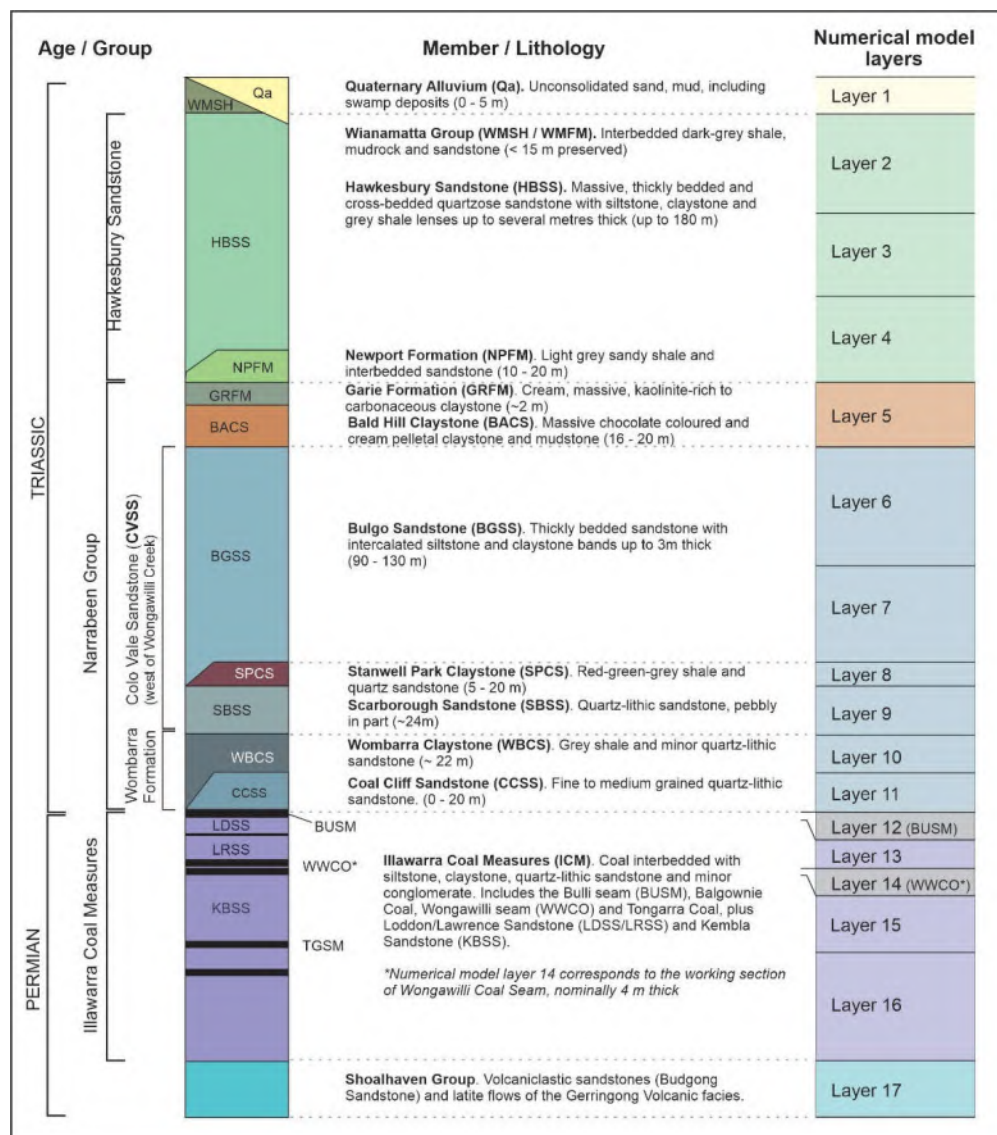 Age / Group
Member / Lithology
Numerical model
layers
Qa
WMSH
Quaternary Alluvium (Qa). Unconsolidated sand, mud, including
swamp deposits (0 - 5 m)
Layer 1
Hawkesbury Sandstone
Wianamatta Group (WMSH / WMFM). Interbedded dark-grey shale,
mudrock and sandstone (< 15 m preserved)
Layer 2
Hawkesbury Sandstone (HBSS). Massive, thickly bedded and
cross-bedded quartzose sandstone with siltstone, claystone and
grey shale lenses up to several metres thick (up to 180 m)
HBSS
Layer 3
Layer 4
NPFM
Newport Formation (NPFM). Light grey sandy shale and
interbedded sandstone (10 - 20 m)
TRIASSIC
GRFM
Garie Formation (GRFM). Cream, massive, kaolinite-rich to
carbonaceous claystone (~2 m)
BACS
Bald Hill Claystone (BACS). Massive chocolate coloured and
cream pelletal claystone and mudstone (16 - 20 m)
Layer 5
Narrabeen Group
Colo Vale Sandstone (CVSS)
(west of Wongawilli Creek)
BGSS
Bulgo Sandstone (BGSS). Thickly bedded sandstone with
intercalated siltstone and claystone bands up to 3m thick
(90 - 130 m)
Layer 6
Layer 7
SPCS
Stanwell Park Claystone (SPCS). Red-green-grey shale and
quartz sandstone (5 - 20 m)
Layer 8
SBSS
Scarborough Sandstone (SBSS). Quartz-lithic sandstone, pebbly
in part (~24m)
Layer 9
Wombarra
Formation
WBCS
Wombarra Claystone (WBCS). Grey shale and minor quartz-lithic
sandstone (~ 22 m)
Layer 10
CCSS
Coal Cliff Sandstone (CCSS). Fine to medium grained quartz-lithic
sandstone. (0 - 20 m)
Layer 11
PERMIAN
Illawarra Coal Measures
LDSS
BUSM
Layer 12 (BUSM)
LRSS
Layer 13
WWCO*
Layer 14 (WWCO*)
KBSS
Illawarra Coal Measures (ICM). Coal interbedded with
siltstone, claystone, quartz-lithic sandstone and minor
conglomerate. Includes the Bulli seam (BUSM), Balgownie
Coal, Wongawilli seam (WWCO) and Tongarra Coal, plus
Loddon/Lawrence Sandstone (LDSS/LRSS) and Kembla
Sandstone (KBSS).
Layer 15
TGSM
*Numerical model layer 14 corresponds to the working section
of Wongawilli Coal Seam, nominally 4 m thick
Layer 16
Shoalhaven Group. Volcaniclastic sandstones (Budgong
Sandstone) and latite flows of the Gerringong Volcanic facies.
Layer 17